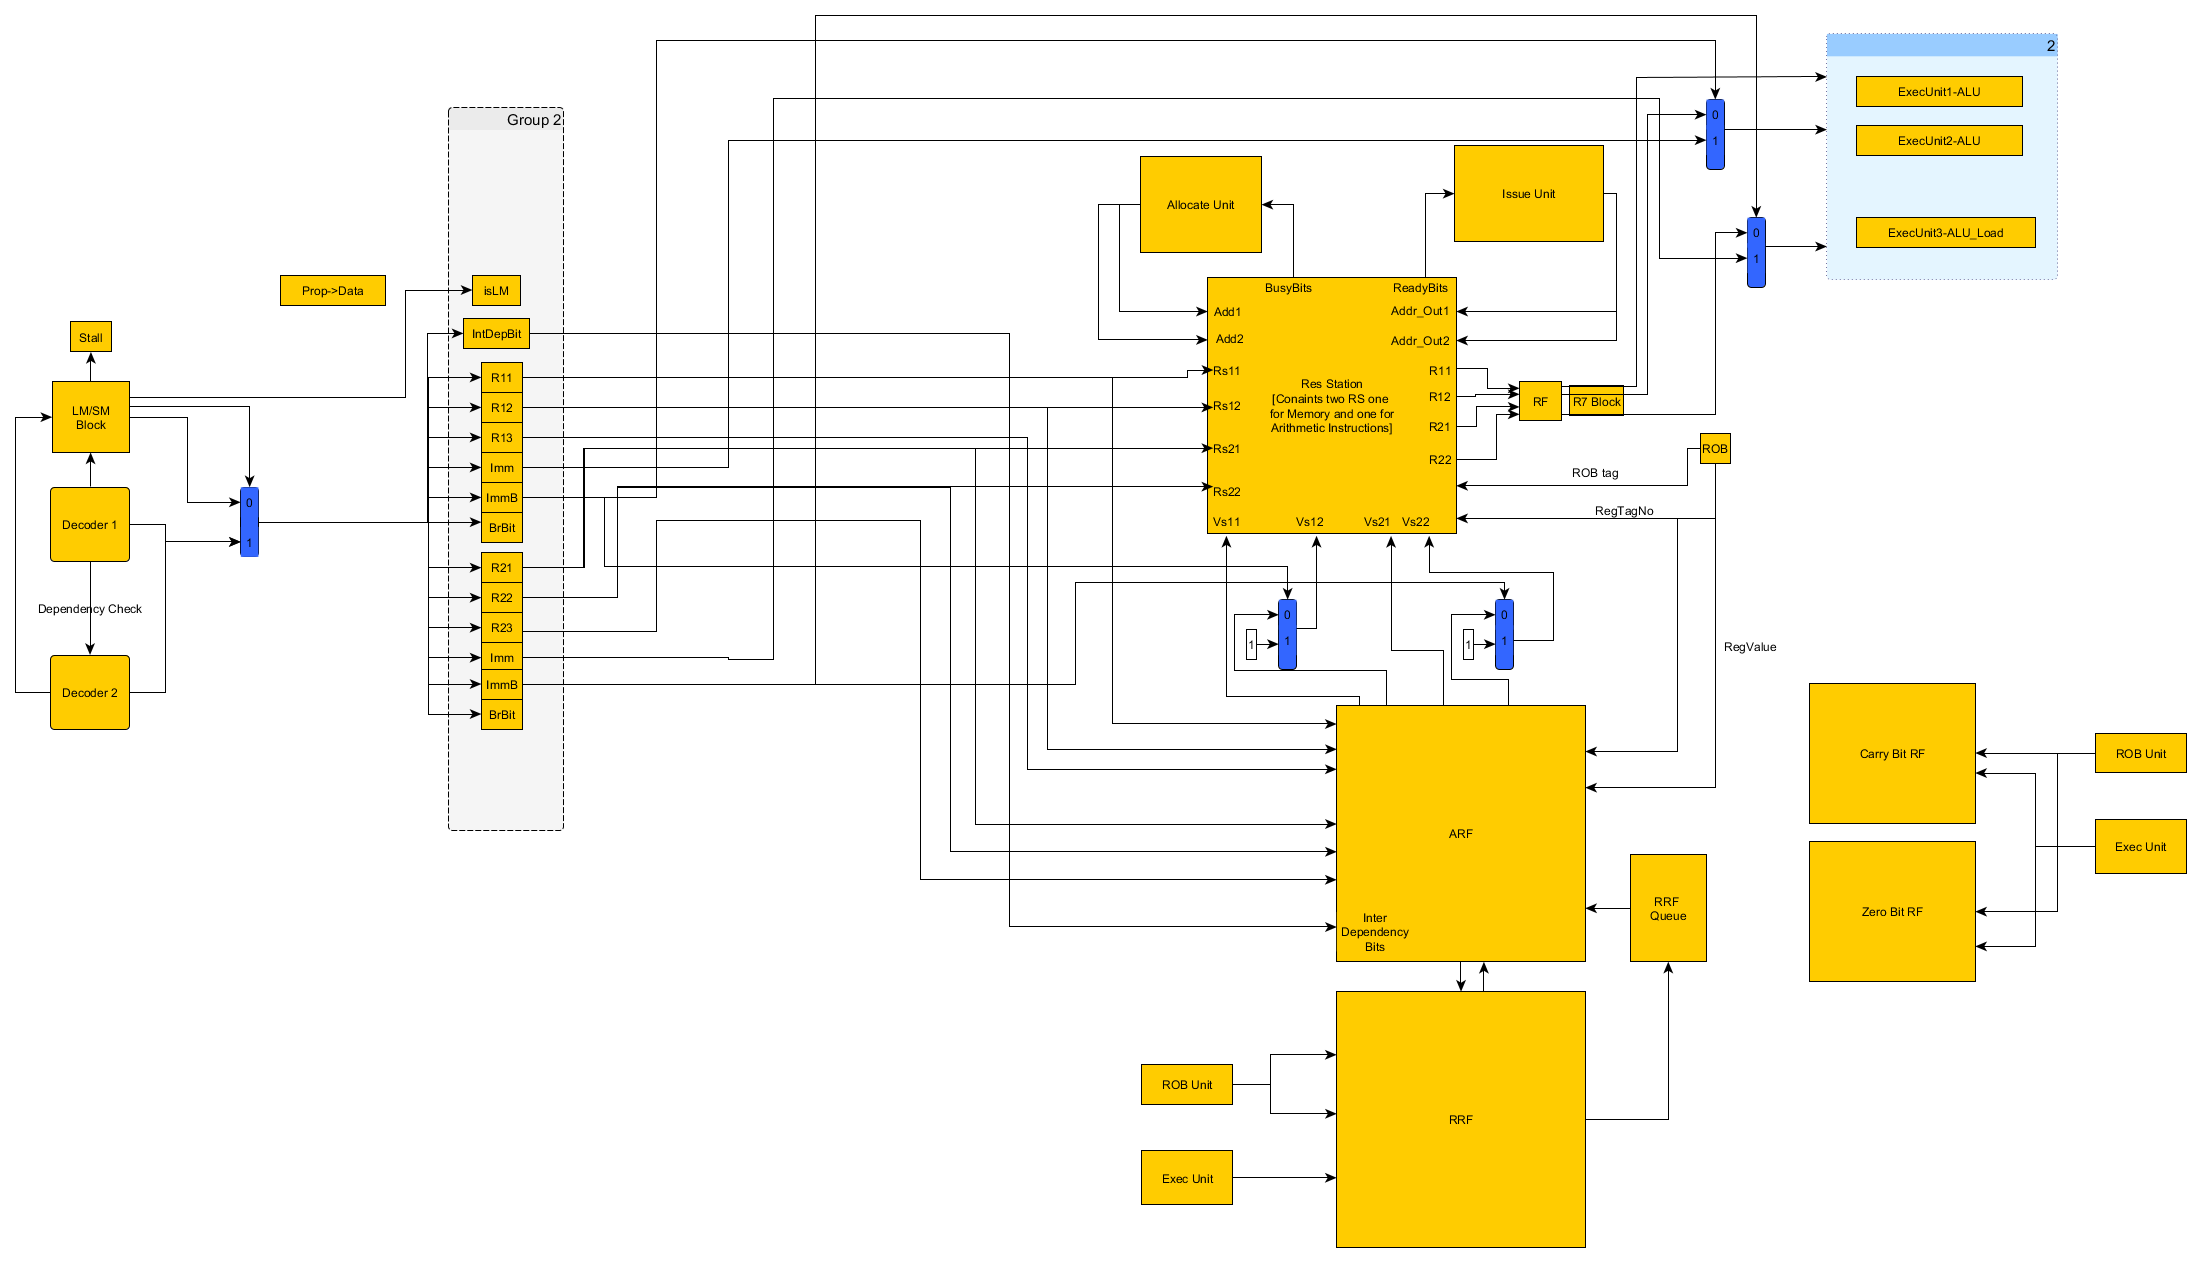 2
ExecUnit1-ALU
ExecUnit2-ALU
ExecUnit3-ALU_Load
0
1
0
1
Group 2
isLM
IntDepBit
R11
R12
R13
Imm
ImmB
BrBit
R21
R22
R23
Imm
ImmB
BrBit
Prop->Data
Stall
LM/SM
Block
Decoder 1
Dependency Check
Decoder 2
0
1
Allocate Unit
Issue Unit
BusyBits
ReadyBits
Add1
Add2
Rs11
Rs12
Rs21
Rs22
Addr_Out1
Addr_Out2
R11
R12
R21
R22
Res Station
[Conaints two RS one
for Memory and one for
Arithmetic Instructions]
Vs11
Vs12
Vs21
Vs22
RF
R7 Block
ROB
ROB tag
RegTagNo
RegValue
0
1
1
0
1
1
ARF
Inter
Dependency
Bits
RRF
Queue
RRF
ROB Unit
Exec Unit
Carry Bit RF
Zero Bit RF
ROB Unit
Exec Unit